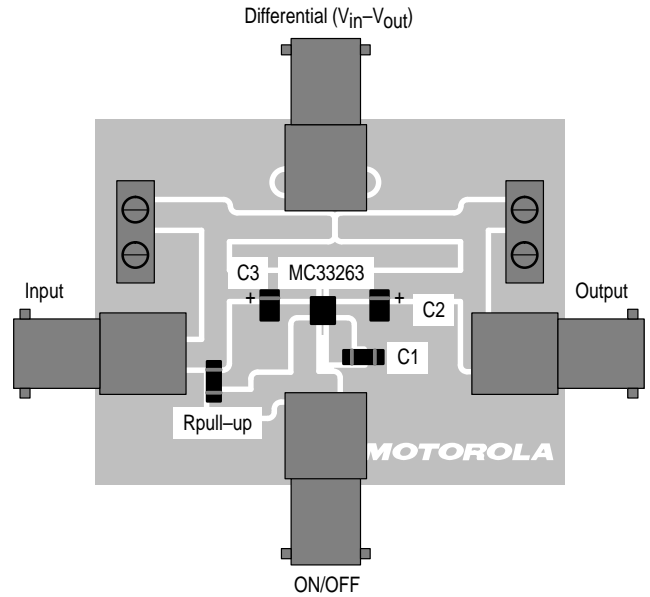 Differential (Vin–Vout)
C3
MC33263
Input
+
+
C2
Output
C1
Rpull–up
MOTOROLA
ON/OFF